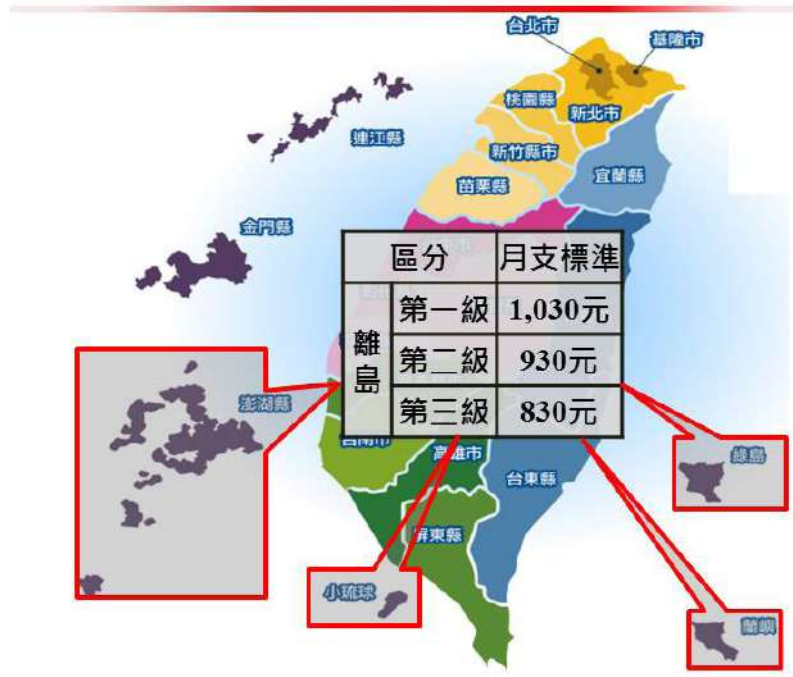 台北市
基隆市
桃園縣
新北市
連江縣
新竹縣市
宜蘭縣
苗栗縣
金門縣
區分 月支標準
離島
第一級 1,030元
第二級 930元
第三級 830元
澎湖縣
台南市
高雄市
綠島
台東縣
屏東縣
小琉球
蘭嶼